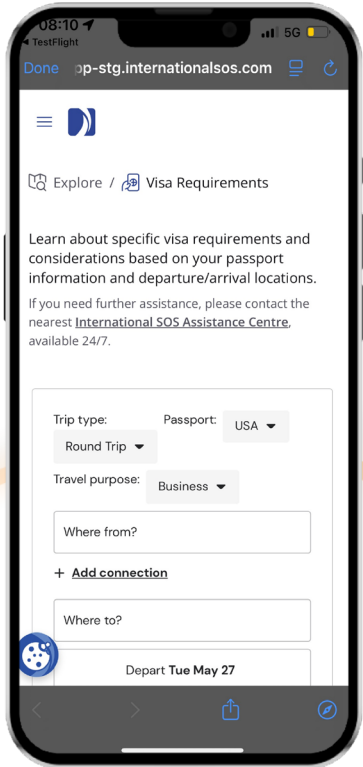 08:10
5G
TestFlight
Done
op-stg.internationalsos.com
Explore / Visa Requirements
Learn about specific visa requirements and
considerations based on your passport
information and departure/arrival locations.
If you need further assistance, please contact the
nearest International SOS Assistance Centre,
available 24/7.
Trip type:
Passport:
USA
Round Trip
Travel purpose:
Business
Where from?
+ Add connection
Where to?
Depart Tue May 27